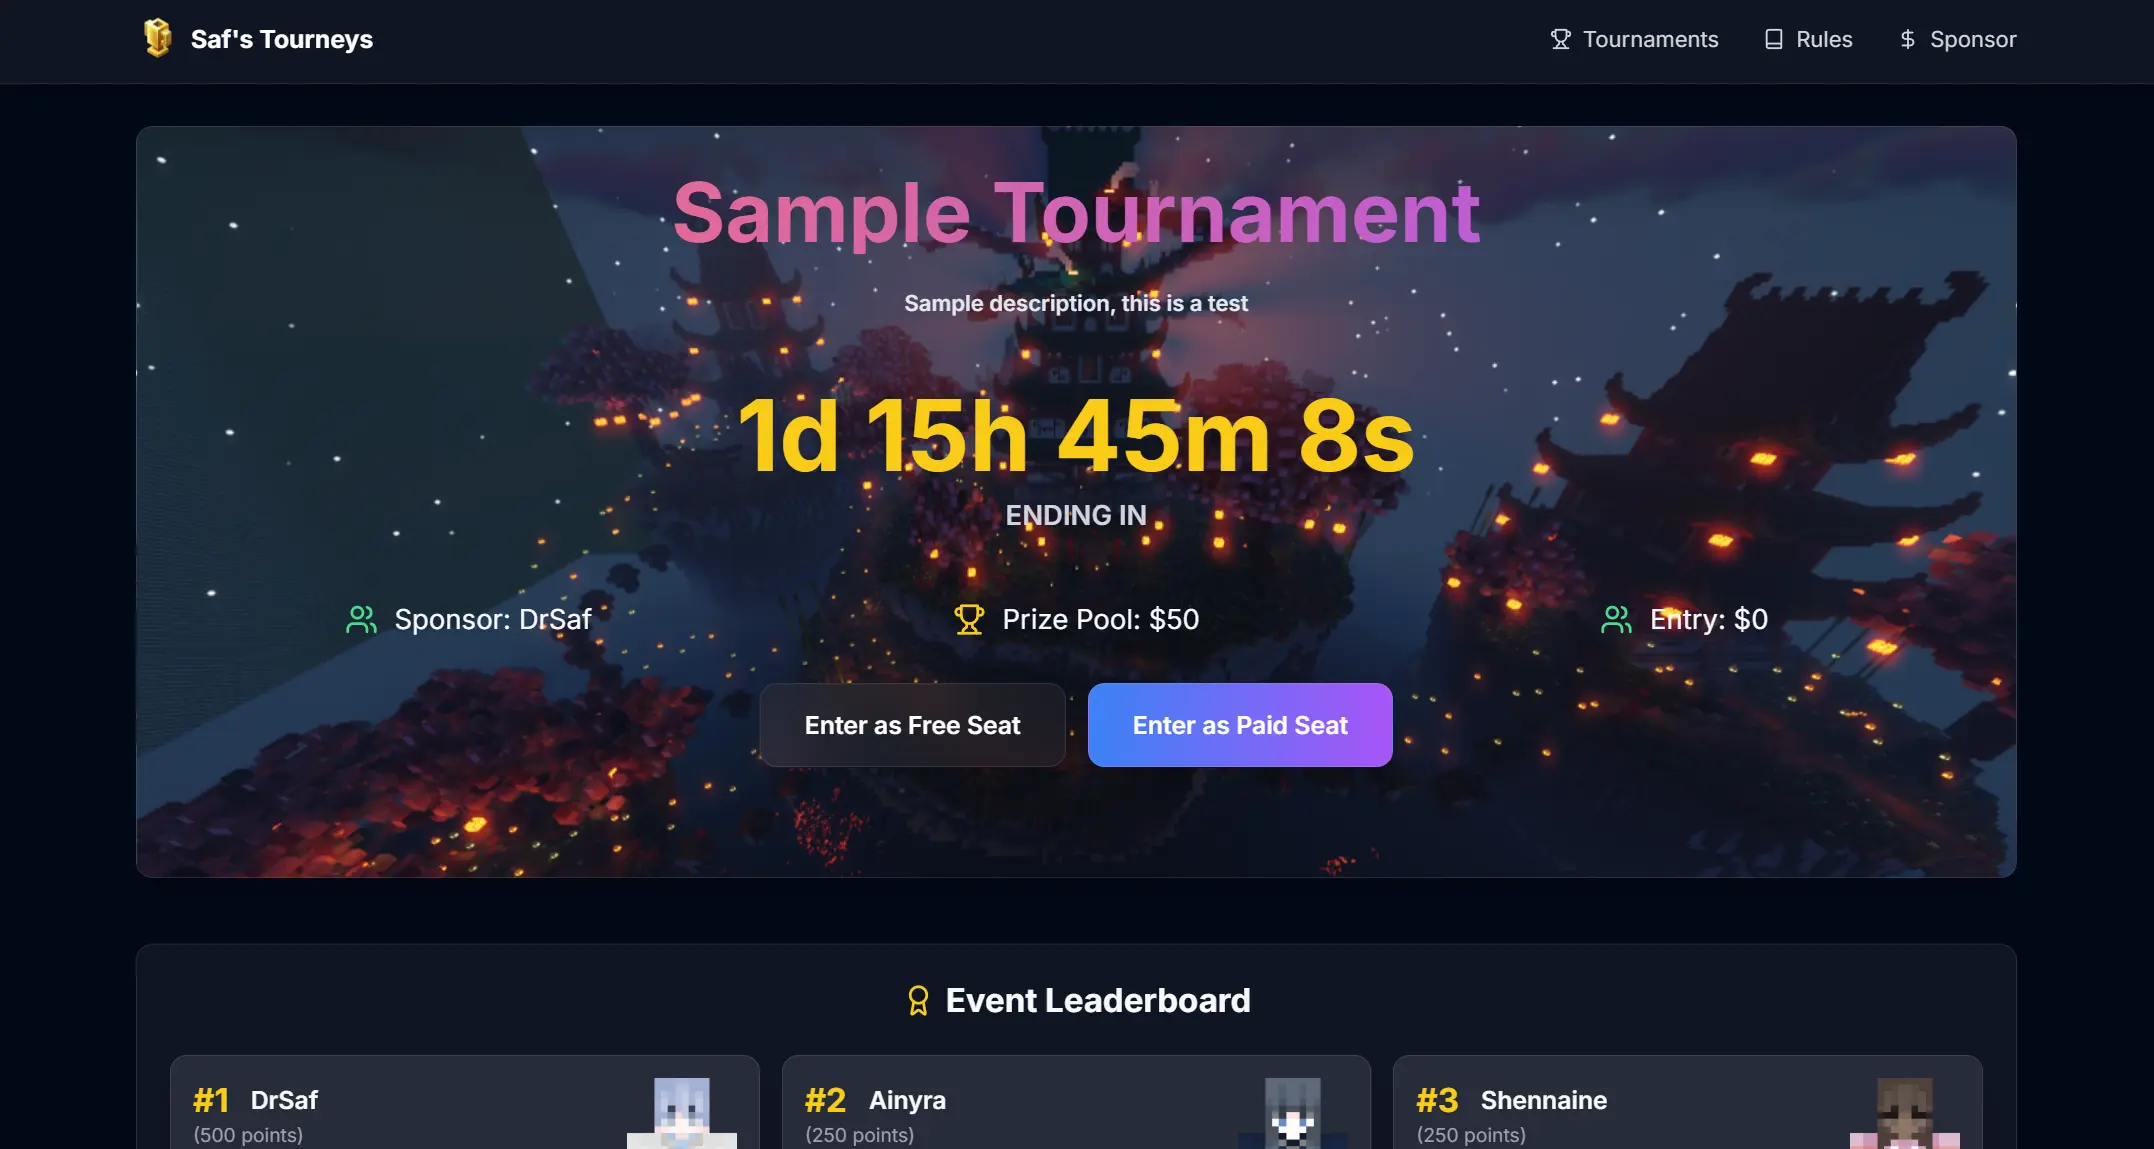 Saf's Tourneys
Tournaments
Rules
Sponsor
Sample Tournament
Sample description, this is a test
1d 15h 45m 8s
ENDING IN
Sponsor: DrSaf
Prize Pool: $50
Entry: $0
Enter as Free Seat
Enter as Paid Seat
Event Leaderboard
#1 DrSaf
(500 points)
#2 Ainyra
(250 points)
#3 Shennaine
(250 points)